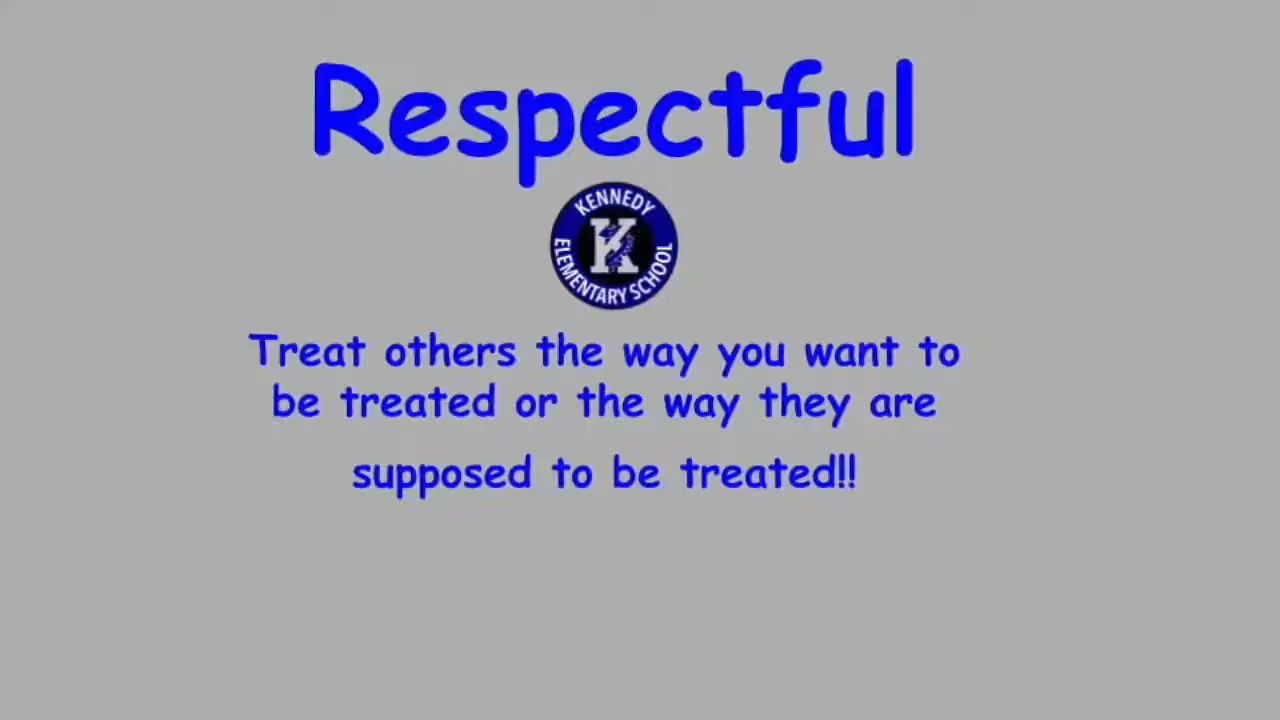 Respectful
KENNEDY
K
ELEMENTARY SCHOOL
Treat others the way you want to
be treated or the way they are
supposed to be treated!!